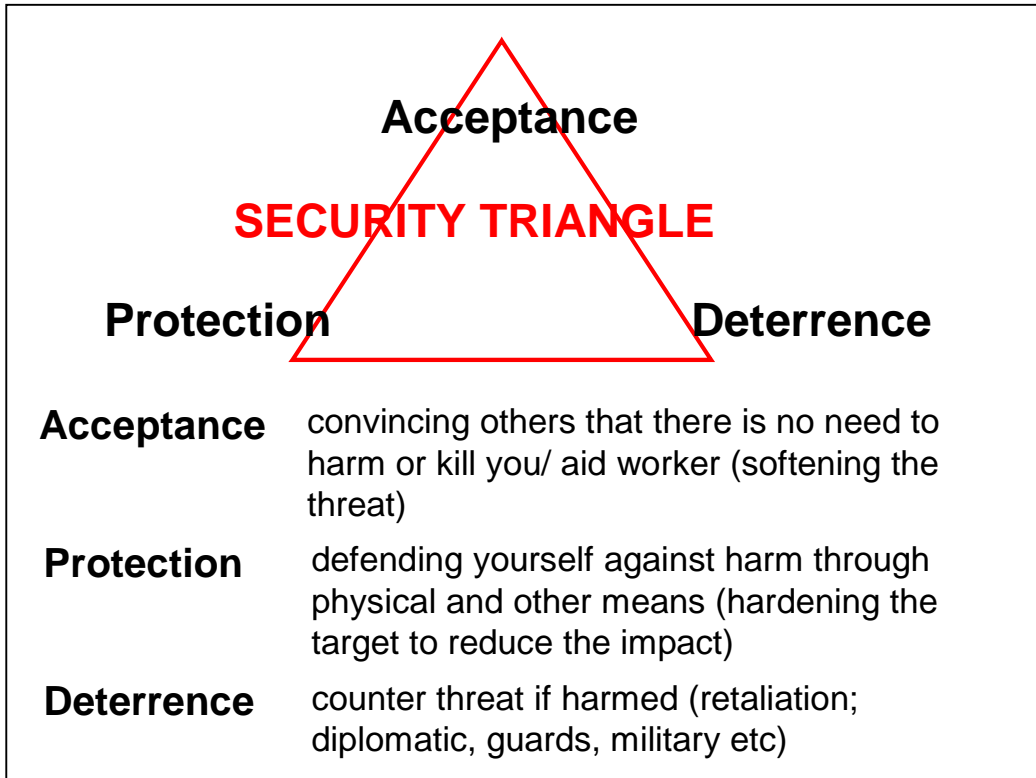 Acceptance
SECURITY TRIANGLE
Protection
Deterrence
Acceptance
convincing others that there is no need to
harm or kill you/ aid worker (softening the
threat)
Protection
defending yourself against harm through
physical and other means (hardening the
target to reduce the impact)
Deterrence
counter threat if harmed (retaliation;
diplomatic, guards, military etc)